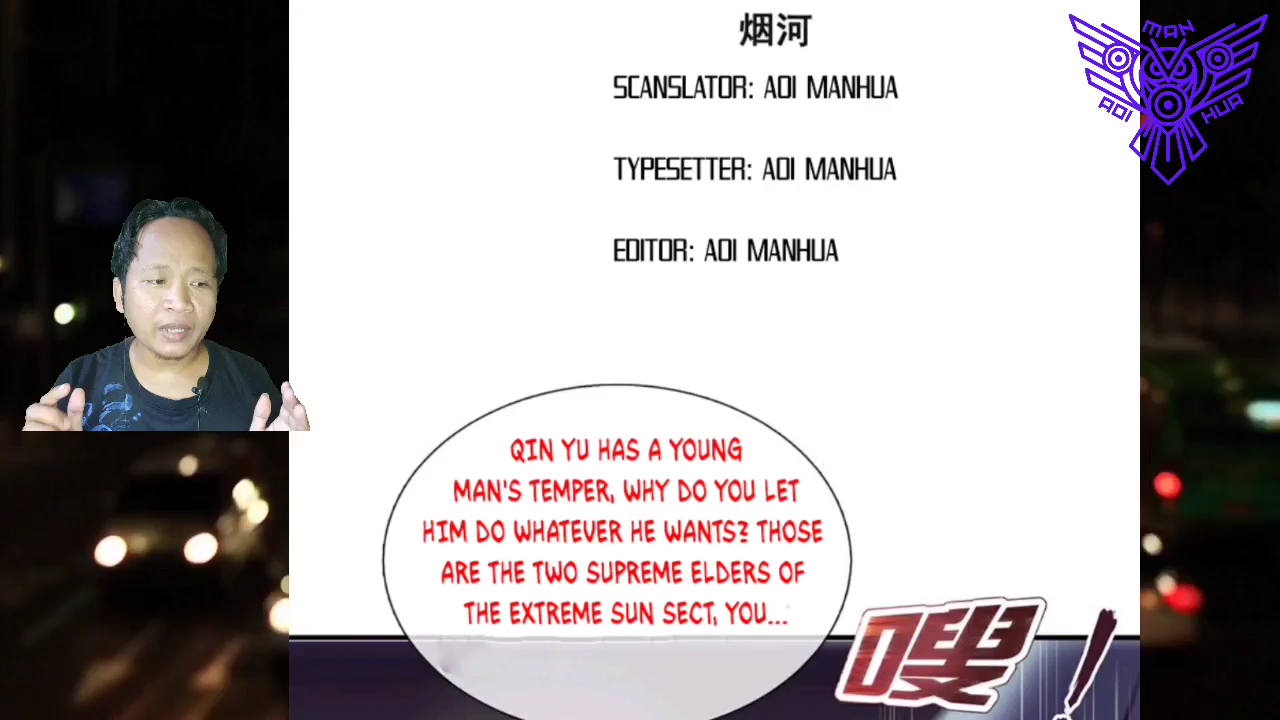 烟河
SCANSLATOR: AOI MANHUA
TYPESETTER: AOI MANHUA
EDITOR: AOI MANHUA
MAN
AOI HUA
QIN YU HAS A YOUNG
MAN'S TEMPER, WHY DO YOU LET
HIM DO WHATEVER HE WANTS? THOSE
ARE THE TWO SUPREME ELDERS OF
THE EXTREME SUN SECT, YOU...
嗖!